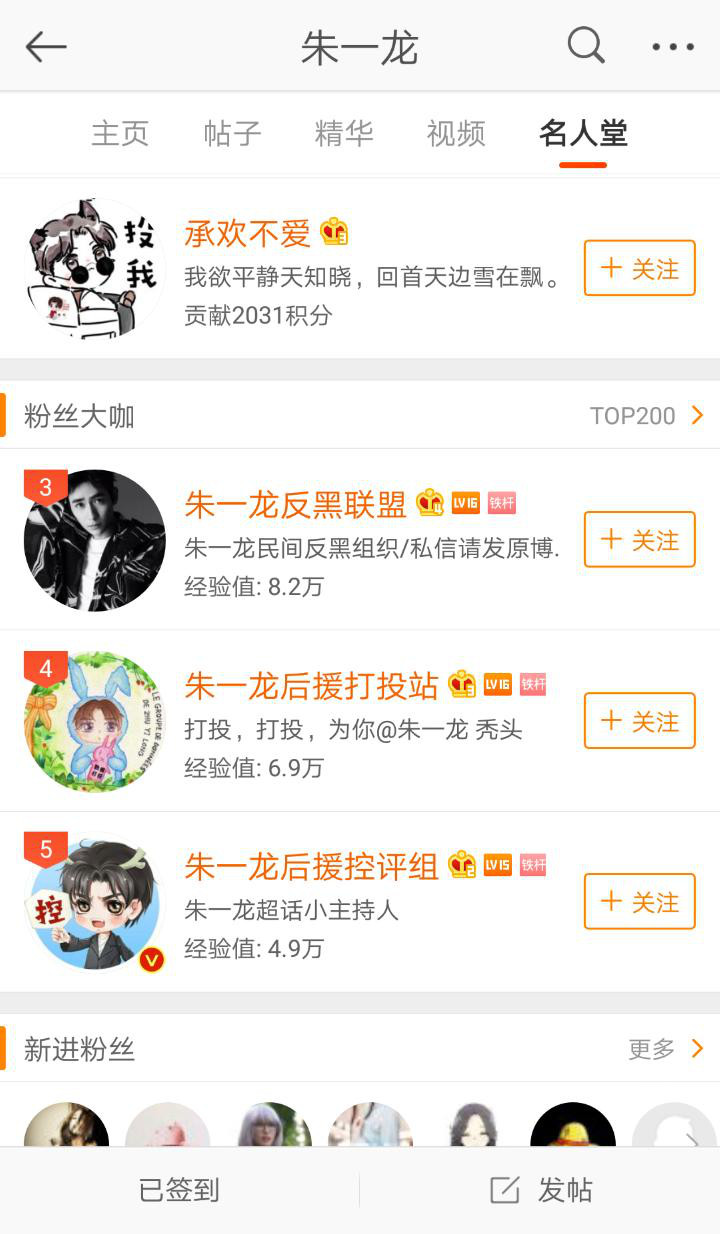 朱一龙
主页 帖子 精华 视频 名人堂
投我
承欢不爱
我欲平静天知晓，回首天边雪在飘。
贡献2031积分
+ 关注
粉丝大咖
TOP200
3
朱一龙反黑联盟 LV16 铁杆
朱一龙民间反黑组织/私信请发原博.
经验值: 8.2万
+ 关注
4
LE GROUPE DE DONNÉES
DE ZHU YI LONG
朱一龙后援打投站 LV16 铁杆
打投，打投，为你@朱一龙 秃头
经验值: 6.9万
+ 关注
5
控
朱一龙后援控评组 LV15 铁杆
朱一龙超话小主持人
经验值: 4.9万
+ 关注
新进粉丝
更多
已签到
发帖